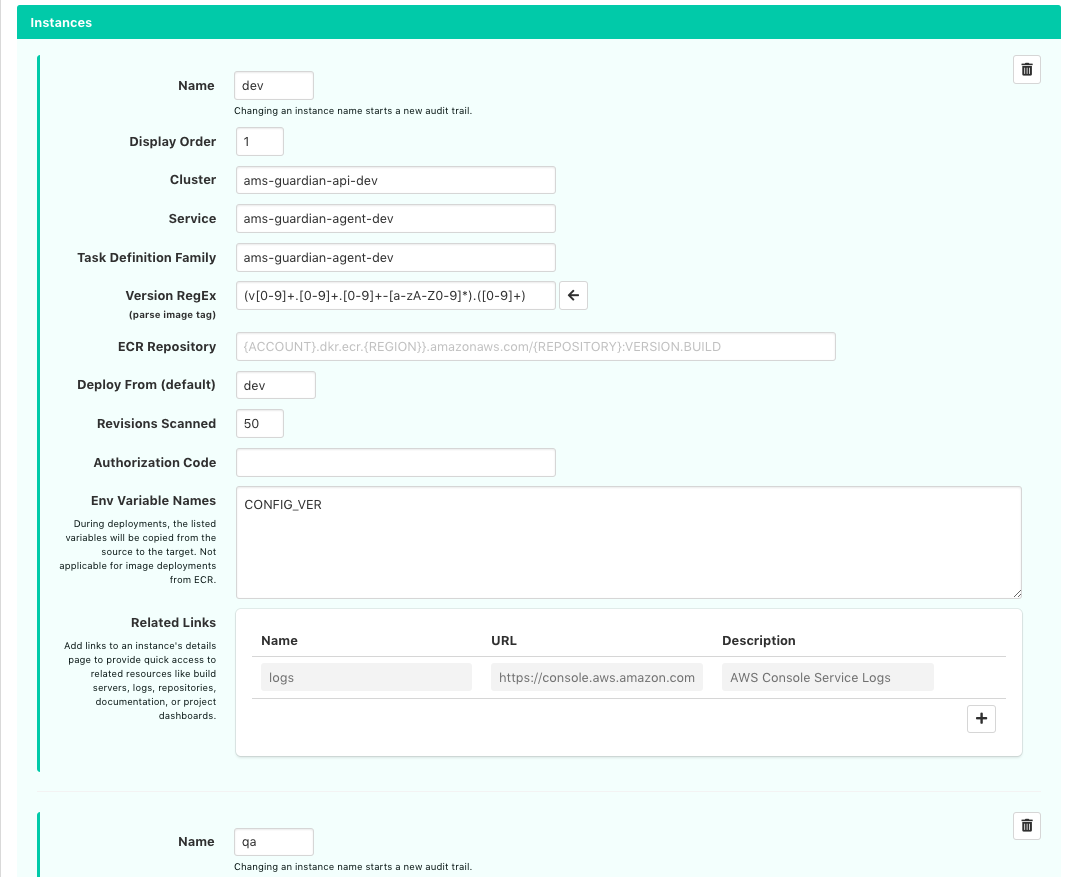 Instances
Name dev
Changing an instance name starts a new audit trail.
Display Order 1
Cluster ams-guardian-api-dev
Service ams-guardian-agent-dev
Task Definition Family ams-guardian-agent-dev
Version RegEx (v[0-9]+.[0-9]+.[0-9]+-[a-zA-Z0-9]*).([0-9]+)
(parse image tag)
ECR Repository {ACCOUNT}.dkr.ecr.{REGION}}.amazonaws.com/{REPOSITORY}:VERSION.BUILD
Deploy From (default) dev
Revisions Scanned 50
Authorization Code
Env Variable Names CONFIG_VER
During deployments, the listed
variables will be copied from the
source to the target. Not
applicable for image deployments
from ECR.
Related Links
Add links to an instance's details
page to provide quick access to
related resources like build
servers, logs, repositories,
documentation, or project
dashboards.
Name URL Description
logs https://console.aws.amazon.com AWS Console Service Logs
Name qa
Changing an instance name starts a new audit trail.